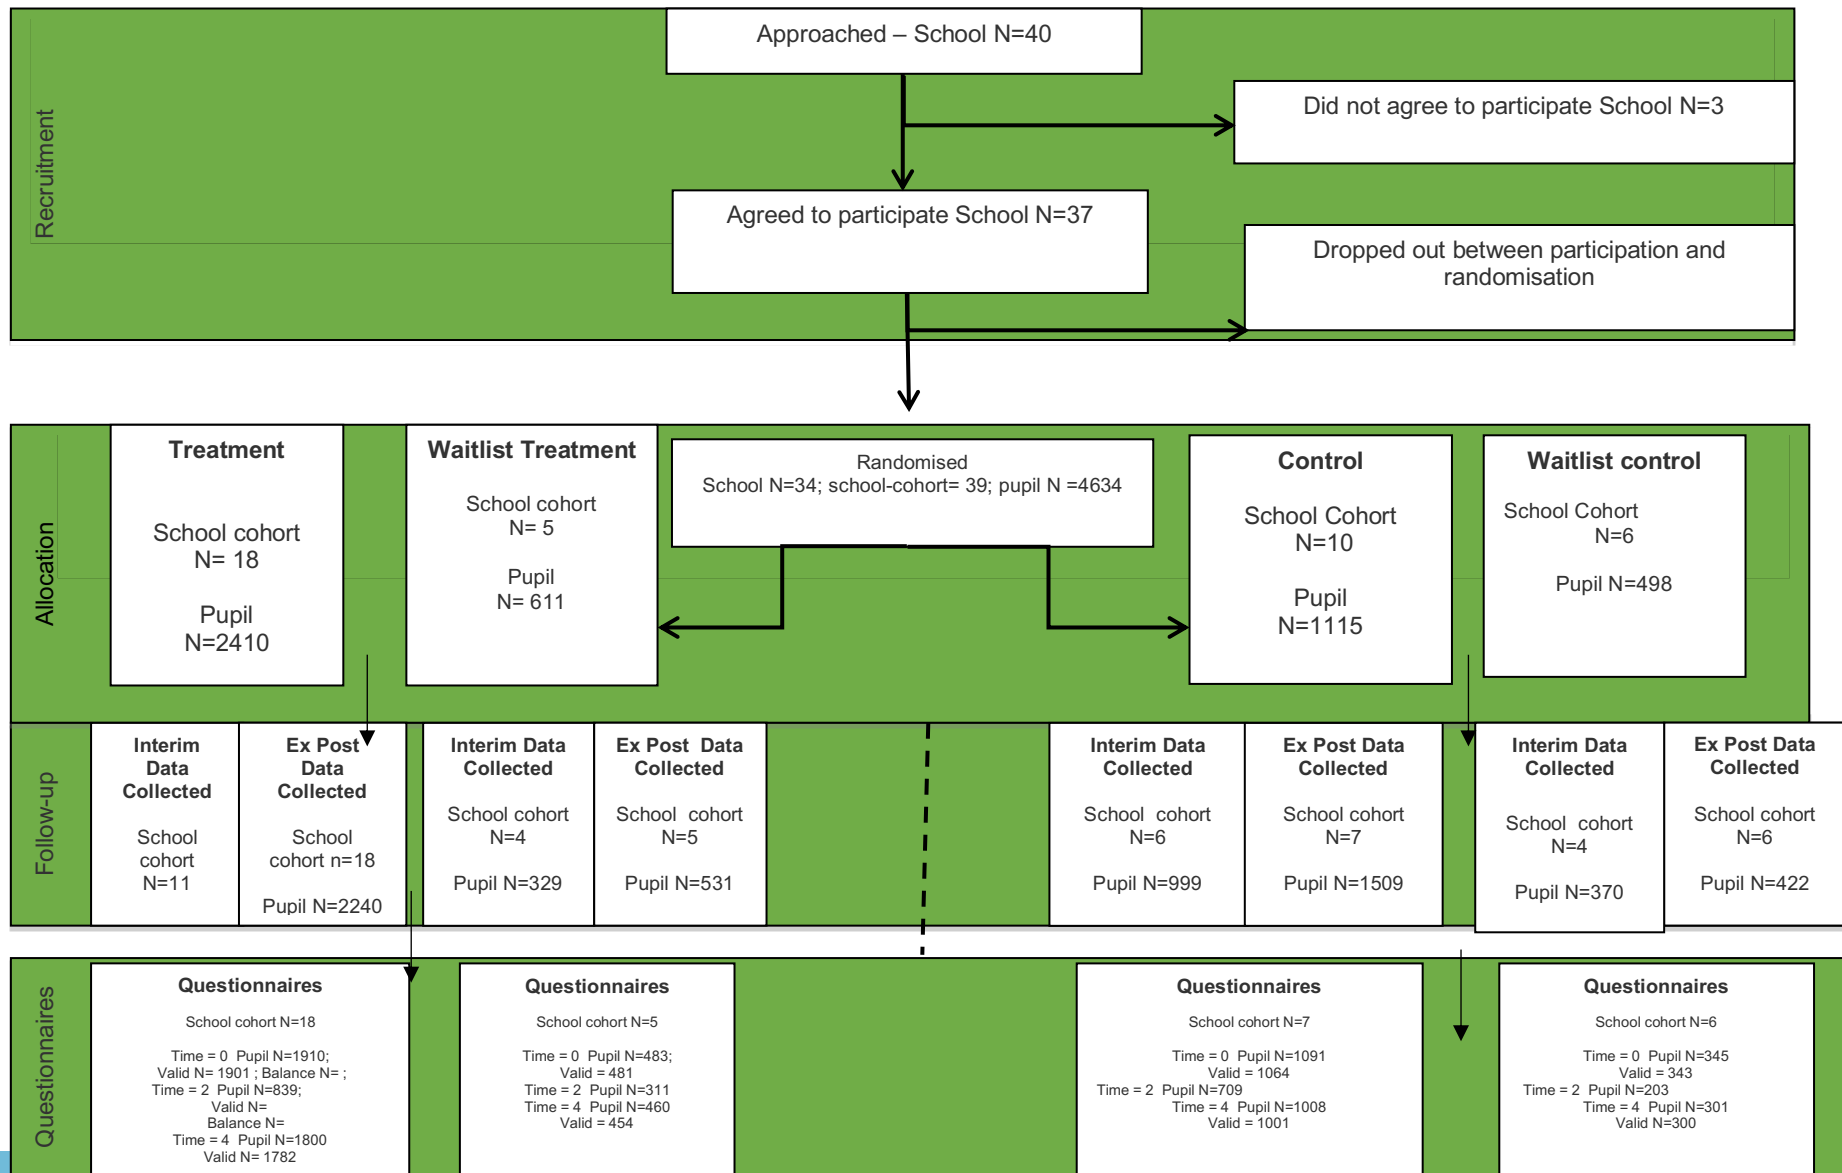 Approached – School N=40
Did not agree to participate School N=3
Recruitment
Agreed to participate School N=37
Dropped out between participation and
randomisation
Allocation
Treatment
School cohort
N= 18
Pupil
N=2410
Waitlist Treatment
School cohort
N= 5
Pupil
N= 611
Randomised
School N=34; school-cohort= 39; pupil N =4634
Control
School Cohort
N=10
Pupil
N=1115
Waitlist control
School Cohort
N=6
Pupil N=498
Follow-up
Interim
Data
Collected
School
cohort
N=11
Ex Post
Data
Collected
School
cohort n=18
Pupil N=2240
Interim Data
Collected
School cohort
N=4
Pupil N=329
Ex Post Data
Collected
School cohort
N=5
Pupil N=531
Interim Data
Collected
School cohort
N=6
Pupil N=999
Ex Post Data
Collected
School cohort
N=7
Pupil N=1509
Interim Data
Collected
School cohort
N=4
Pupil N=370
Ex Post Data
Collected
School cohort
N=6
Pupil N=422
Questionnaires
Questionnaires
School cohort N=18
Time = 0 Pupil N=1910;
Valid N= 1901 ; Balance N= ;
Time = 2 Pupil N=839;
Valid N=
Balance N=
Time = 4 Pupil N=1800
Valid N= 1782
Questionnaires
School cohort N=5
Time = 0 Pupil N=483;
Valid = 481
Time = 2 Pupil N=311
Time = 4 Pupil N=460
Valid = 454
Questionnaires
School cohort N=7
Time = 0 Pupil N=1091
Valid = 1064
Time = 2 Pupil N=709
Time = 4 Pupil N=1008
Valid = 1001
Questionnaires
School cohort N=6
Time = 0 Pupil N=345
Valid = 343
Time = 2 Pupil N=203
Time = 4 Pupil N=301
Valid N=300